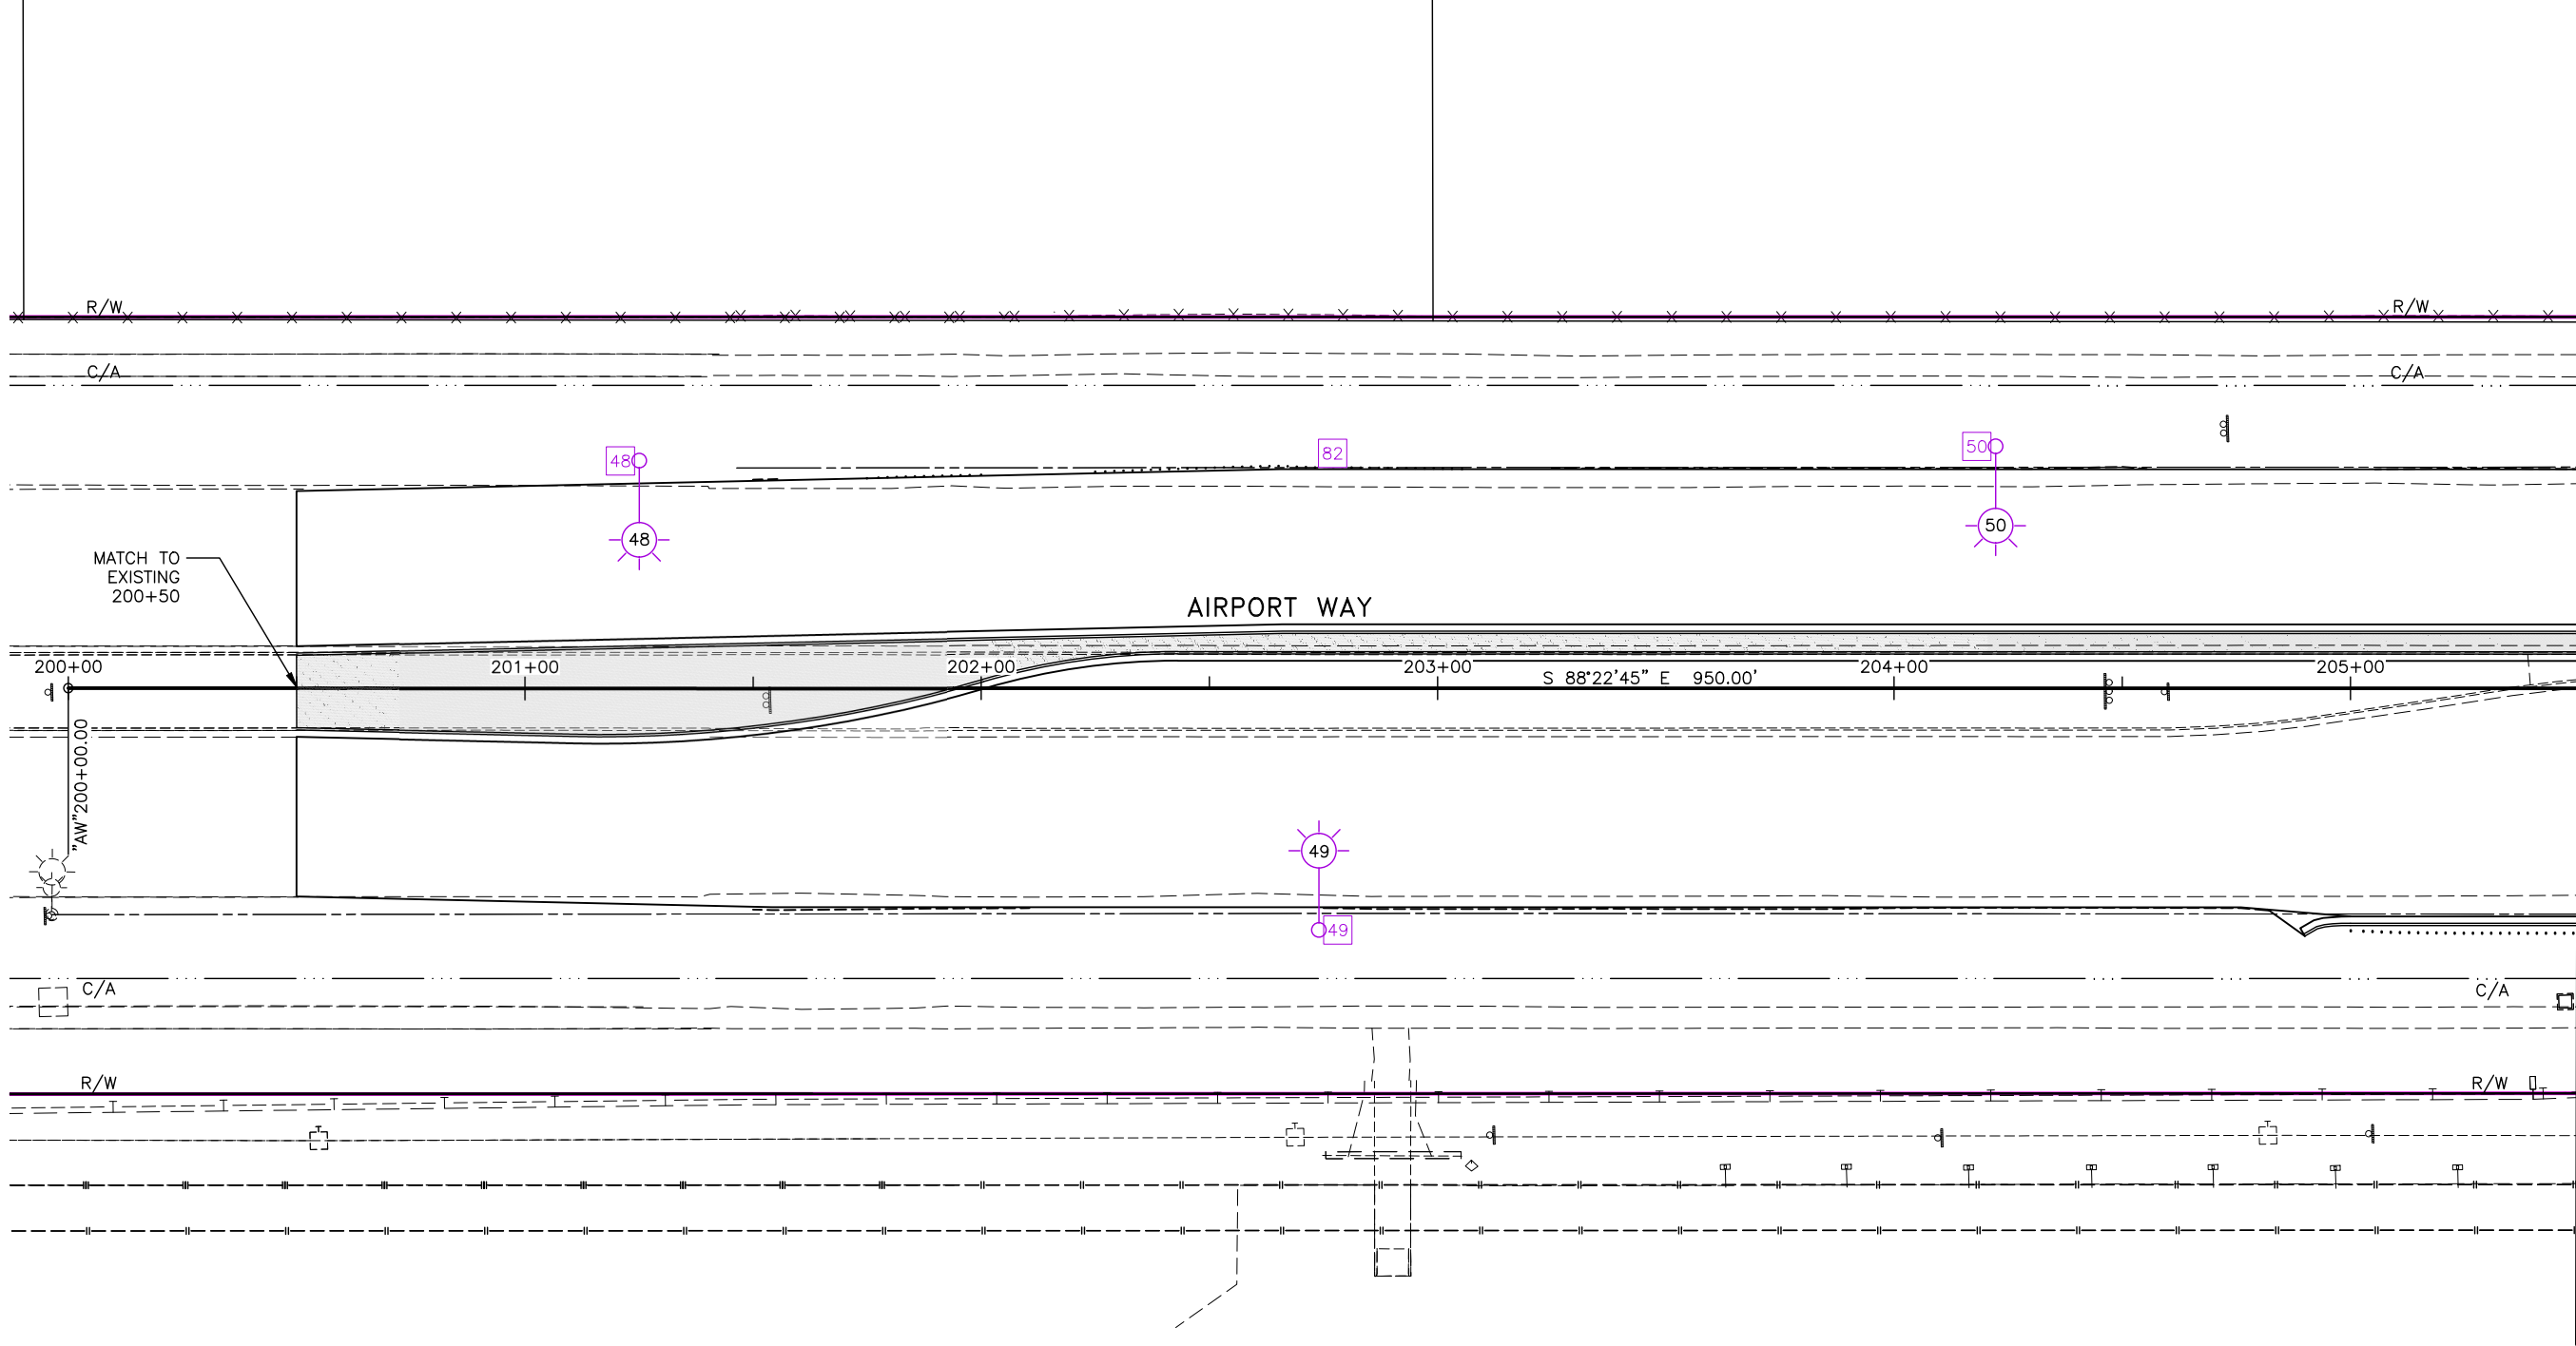 R/W
R/W
C/A
C/A
48
82
50
48
50
MATCH TO
EXISTING
200+50
AIRPORT WAY
200+00
201+00
202+00
203+00
204+00
205+00
S 88°22'45" E 950.00'
"AW"200+00.00
49
49
C/A
C/A
R/W
R/W